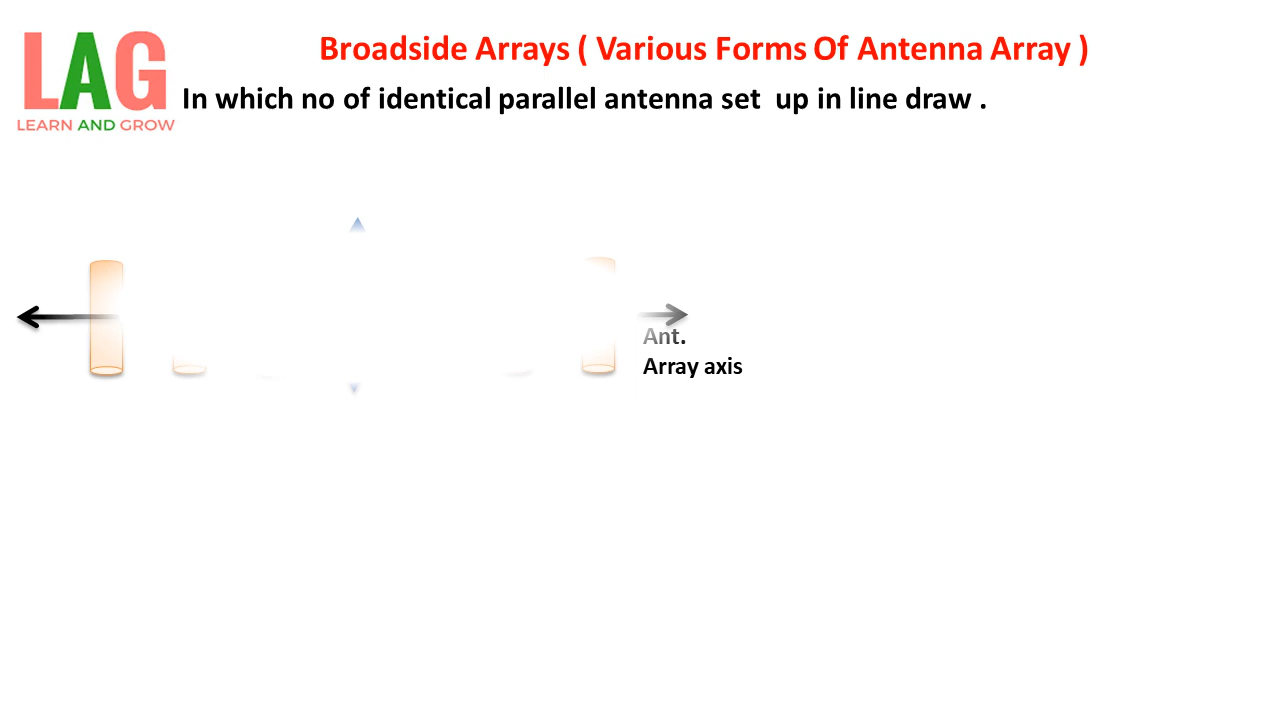 LAG
LEARN AND GROW
Broadside Arrays ( Various Forms Of Antenna Array )
In which no of identical parallel antenna set  up in line draw .
Ant.
Array axis